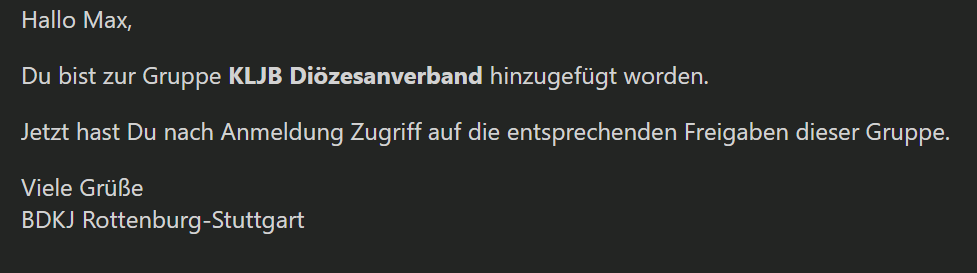 Hallo Max,
Du bist zur Gruppe KLJB Diözesanverband hinzugefügt worden.
Jetzt hast Du nach Anmeldung Zugriff auf die entsprechenden Freigaben dieser Gruppe.
Viele Grüße
BDKJ Rottenburg-Stuttgart